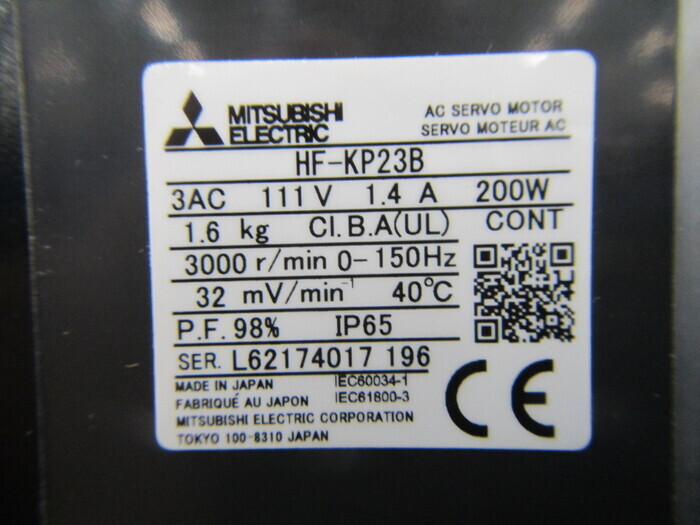 MITSUBISHI
ELECTRIC
AC SERVO MOTOR
SERVO MOTEUR AC
HF-KP23B
3AC 111V 1.4 A 200W
1.6 kg Cl.B.A(UL) CONT
3000 r/min 0-150Hz
32 mV/min⁻¹ 40℃
P.F. 98% IP65
SER. L62174017 196
MADE IN JAPAN IEC60034-1
FABRIQUÉ AU JAPON IEC61800-3
MITSUBISHI ELECTRIC CORPORATION
TOKYO 100-8310 JAPAN
CE